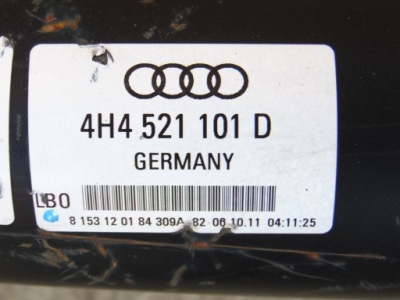 4H4 521 101 D
GERMANY
LBO
8 153 12 01 84 309A 82 06.10.11 04:11:25